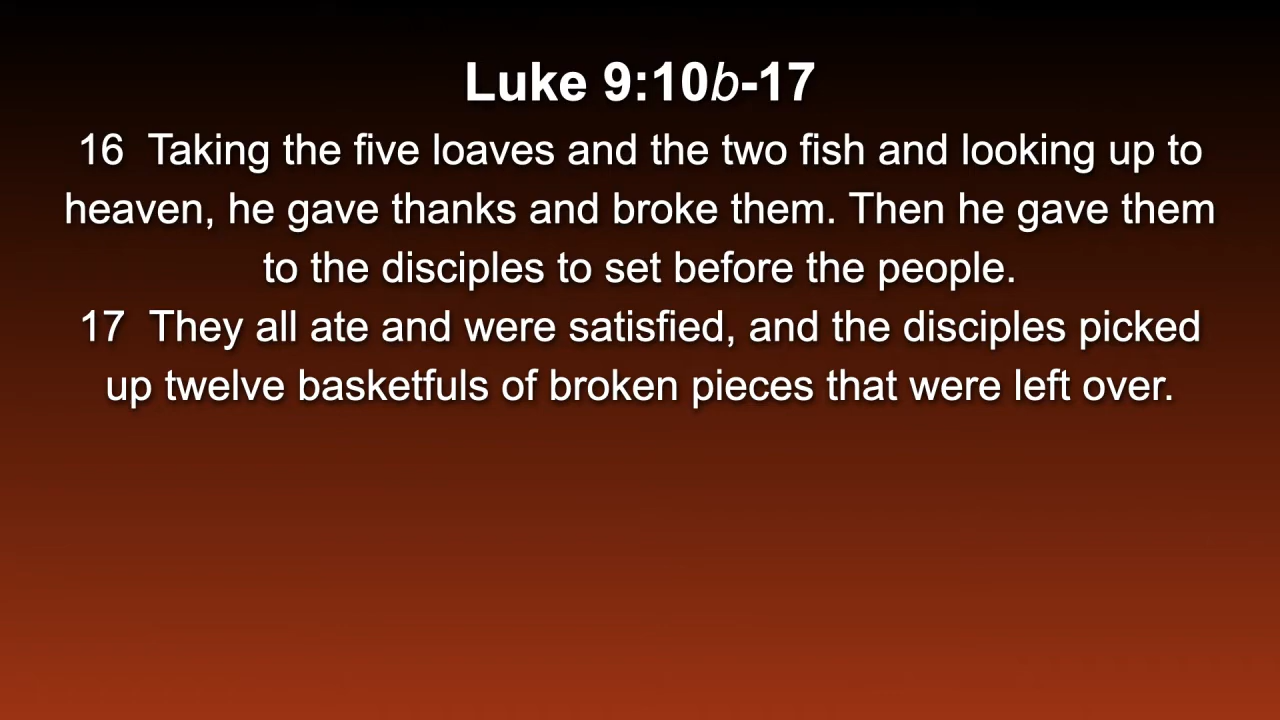 Luke 9:10b-17
16  Taking the five loaves and the two fish and looking up to
heaven, he gave thanks and broke them. Then he gave them
to the disciples to set before the people.
17  They all ate and were satisfied, and the disciples picked
up twelve basketfuls of broken pieces that were left over.